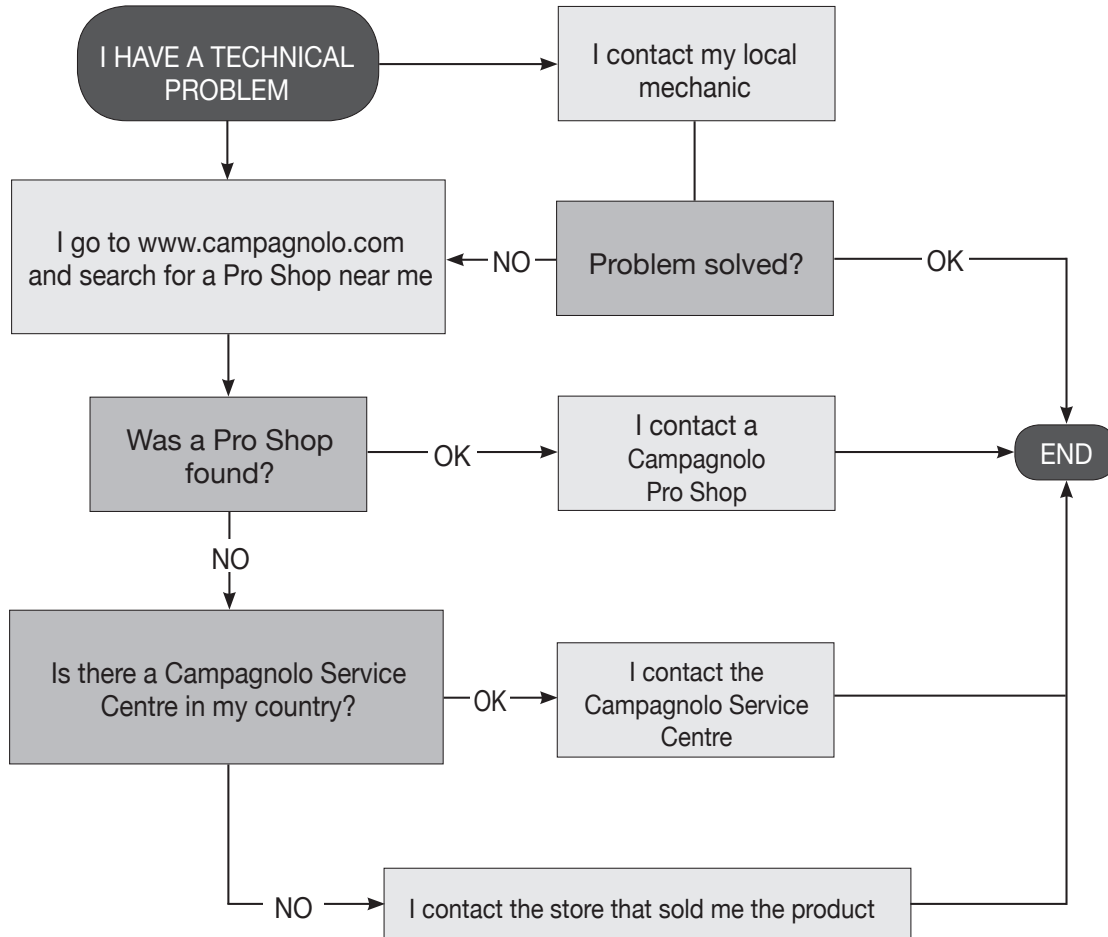 I HAVE A TECHNICAL
PROBLEM
I contact my local
mechanic
I go to www.campagnolo.com
and search for a Pro Shop near me
NO
Problem solved?
OK
Was a Pro Shop
found?
OK
I contact a
Campagnolo
Pro Shop
END
NO
Is there a Campagnolo Service
Centre in my country?
OK
I contact the
Campagnolo Service
Centre
NO
I contact the store that sold me the product